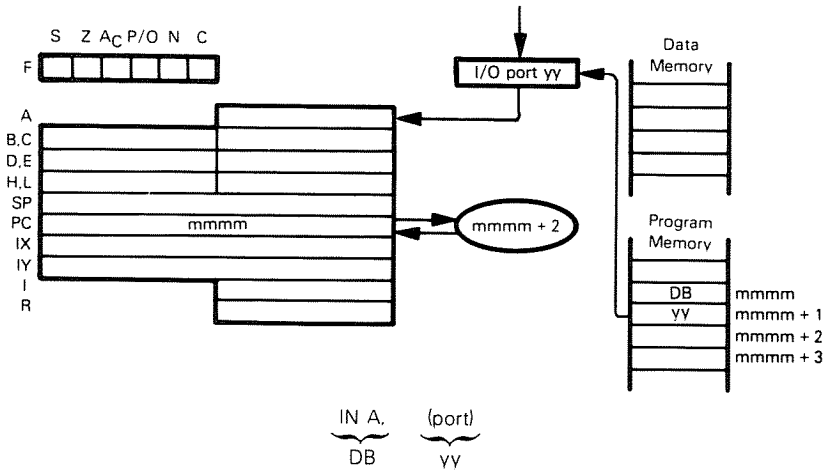 S Z AC P/O N C
F
A
B,C
D,E
H,L
SP
PC mmmm
IX
IY
I
R
I/O port yy
mmmm + 2
Data
Memory
Program
Memory
DB mmmm
yy mmmm + 1
mmmm + 2
mmmm + 3
IN A, (port)
DB yy